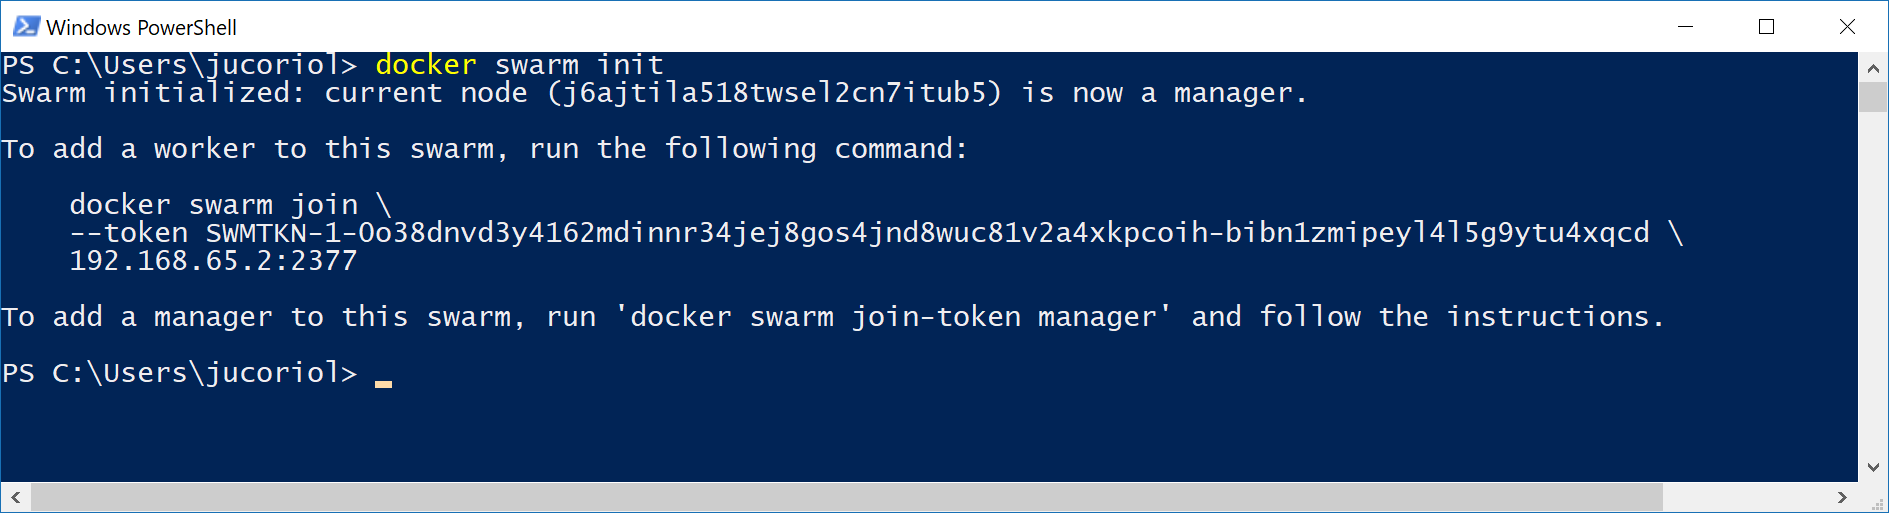 Windows PowerShell
PS C:\Users\jucoriol> docker swarm init
Swarm initialized: current node (j6ajtila518twsel2cn7itub5) is now a manager.
To add a worker to this swarm, run the following command:
docker swarm join \
--token SWMTKN-1-0o38dnvd3y4162mdinnr34jej8gos4jnd8wuc81v2a4xkpcoih-bibn1zmipeyl4l5g9ytu4xqcd \
192.168.65.2:2377
To add a manager to this swarm, run 'docker swarm join-token manager' and follow the instructions.
PS C:\Users\jucoriol>